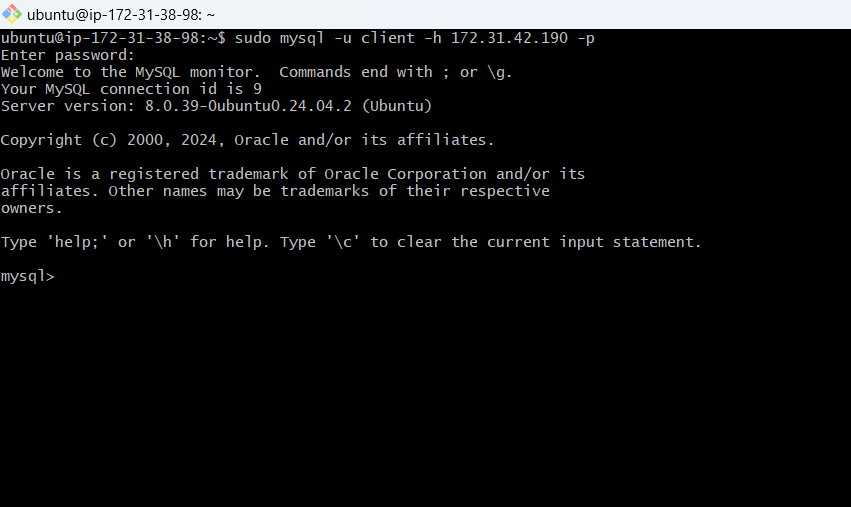 ubuntu@ip-172-31-38-98: ~
ubuntu@ip-172-31-38-98:~$ sudo mysql -u client -h 172.31.42.190 -p
Enter password:
Welcome to the MySQL monitor.  Commands end with ; or \g.
Your MySQL connection id is 9
Server version: 8.0.39-0ubuntu0.24.04.2 (Ubuntu)
Copyright (c) 2000, 2024, Oracle and/or its affiliates.
Oracle is a registered trademark of Oracle Corporation and/or its
affiliates. Other names may be trademarks of their respective
owners.
Type 'help;' or '\h' for help. Type '\c' to clear the current input statement.
mysql>